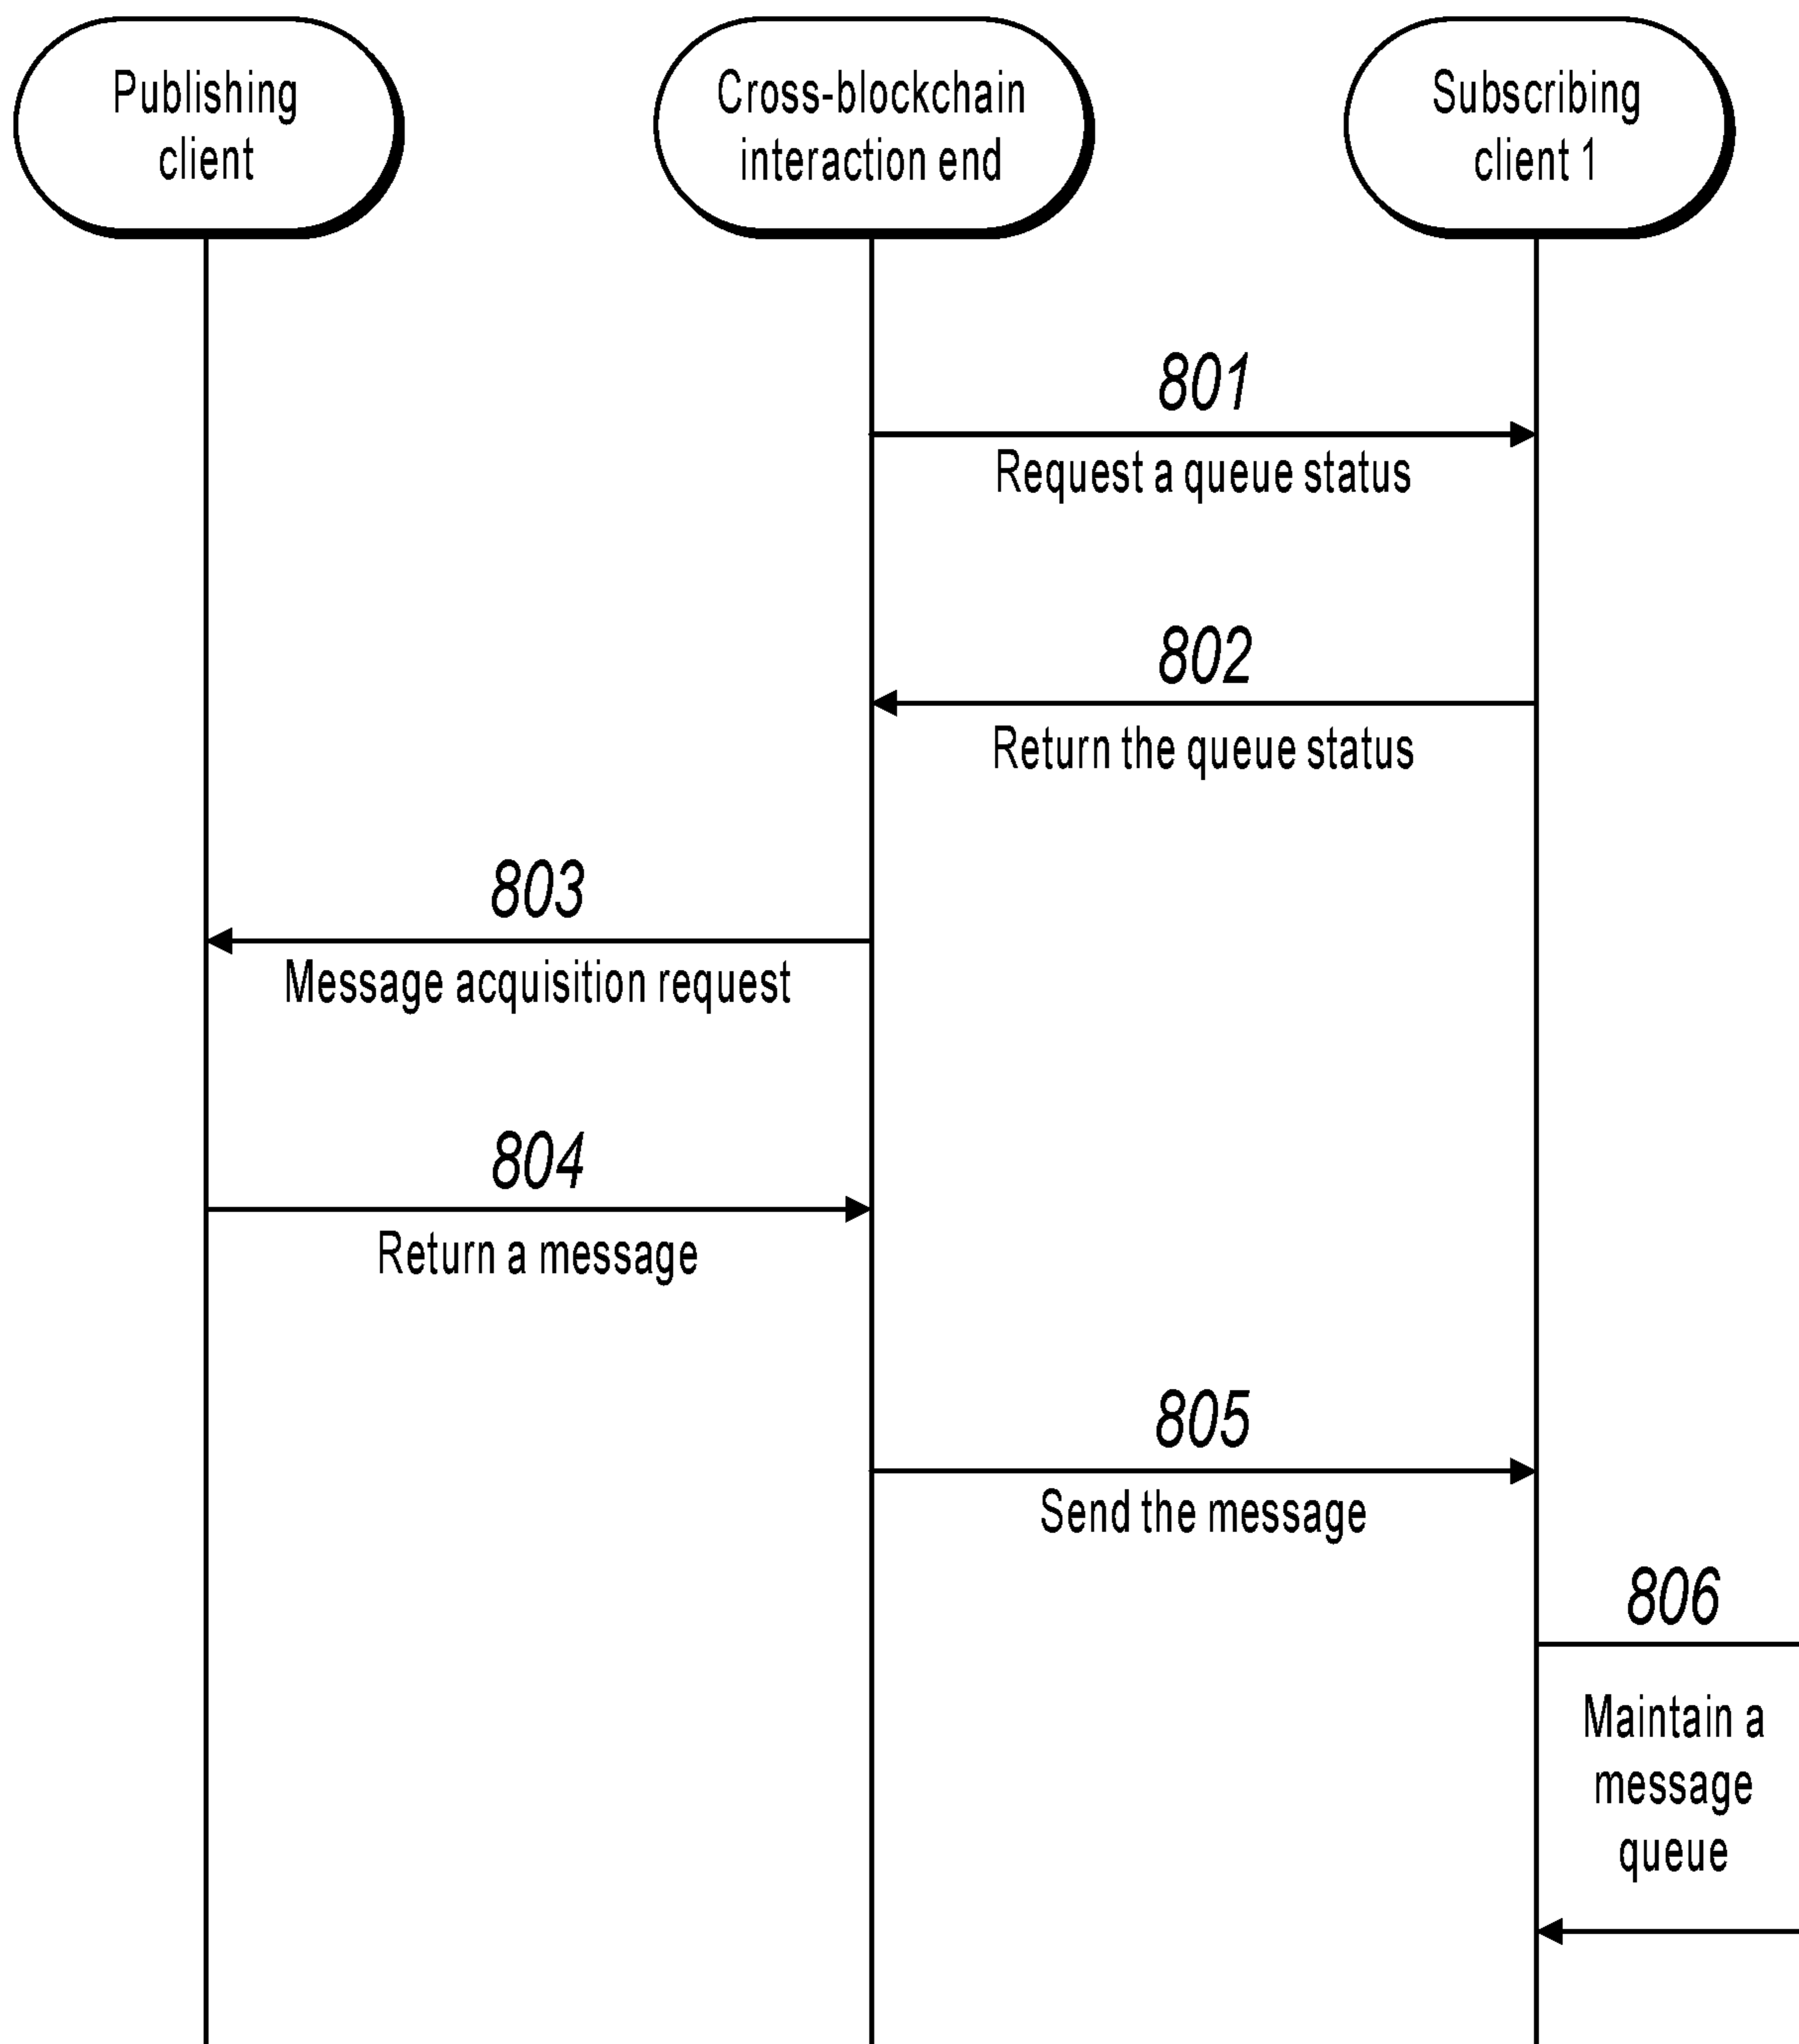 Publishing
client
Cross-blockchain
interaction end
Subscribing
client 1
801
Request a queue status
802
Return the queue status
803
Message acquisition request
804
Return a message
805
Send the message
806
Maintain a
message
queue